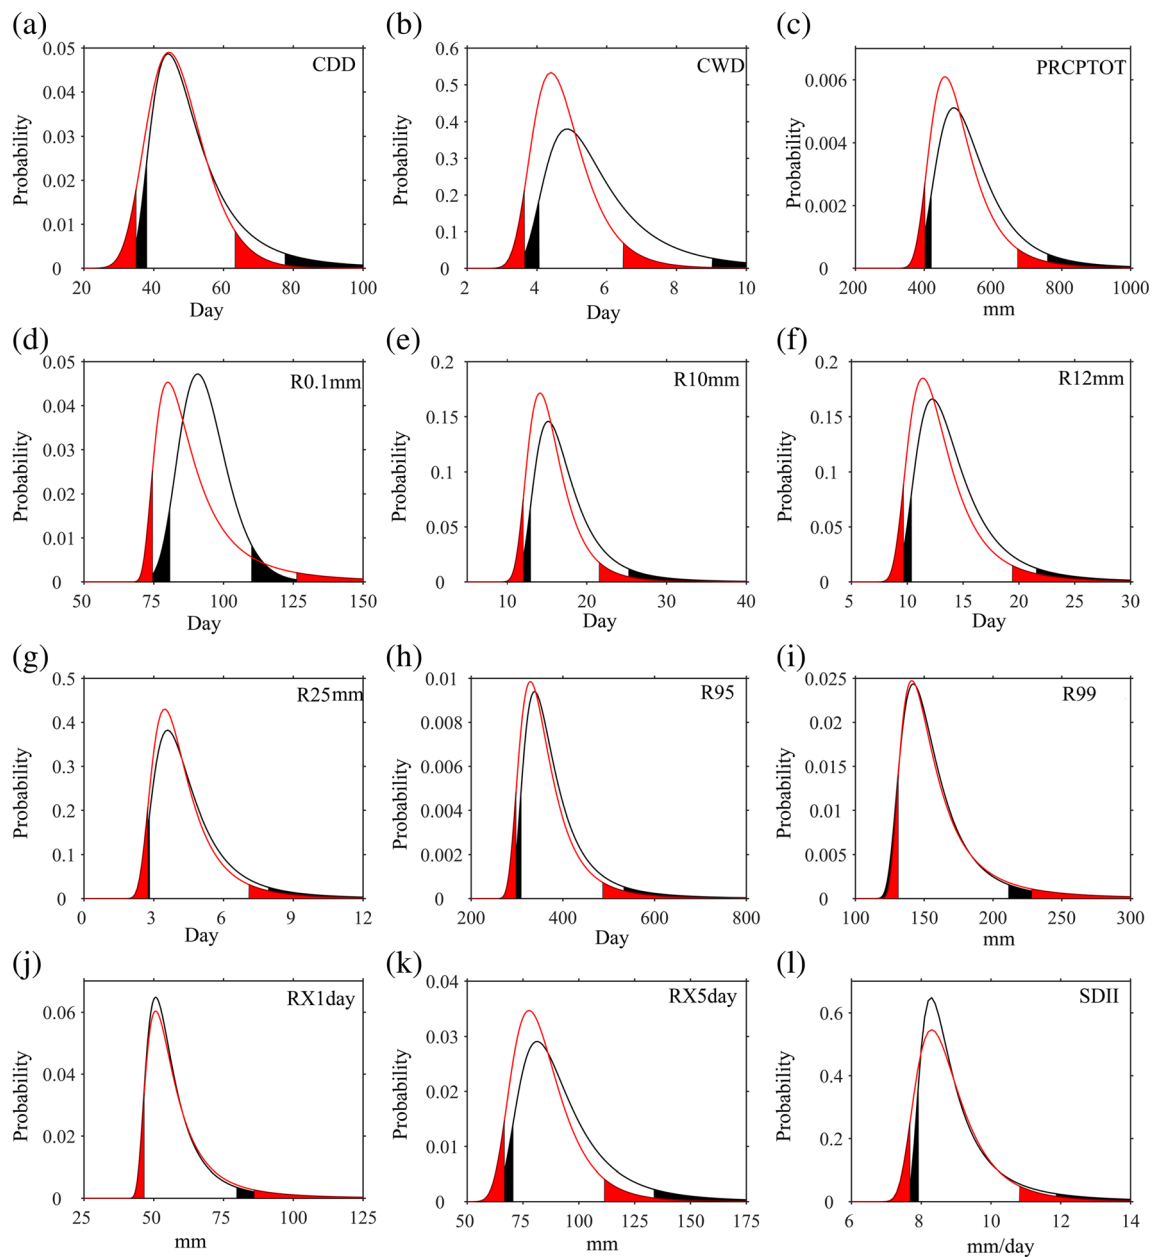 (a)
0.05
0.04
0.03
0.02
0.01
0
Probability
CDD
20 40 60 80 100
Day
(b)
0.6
0.5
0.4
0.3
0.2
0.1
0
Probability
CWD
2 4 6 8 10
Day
(c)
0.006
0.004
0.002
0
Probability
PRCPTOT
200 400 600 800 1000
mm
(d)
0.05
0.04
0.03
0.02
0.01
0
Probability
R0.1mm
50 75 100 125 150
Day
(e)
0.2
0.15
0.1
0.05
0
Probability
R10mm
10 20 30 40
Day
(f)
0.2
0.15
0.1
0.05
0
Probability
R12mm
5 10 15 20 25 30
Day
(g)
0.5
0.4
0.3
0.2
0.1
0
Probability
R25mm
0 3 6 9 12
Day
(h)
0.01
0.008
0.006
0.004
0.002
0
Probability
R95
200 400 600 800
Day
(i)
0.025
0.02
0.015
0.01
0.005
0
Probability
R99
100 150 200 250 300
mm
(j)
0.06
0.04
0.02
0
Probability
RX1day
25 50 75 100 125
mm
(k)
0.04
0.03
0.02
0.01
0
Probability
RX5day
50 75 100 125 150 175
mm
(l)
0.6
0.4
0.2
0
Probability
SDII
6 8 10 12 14
mm/day